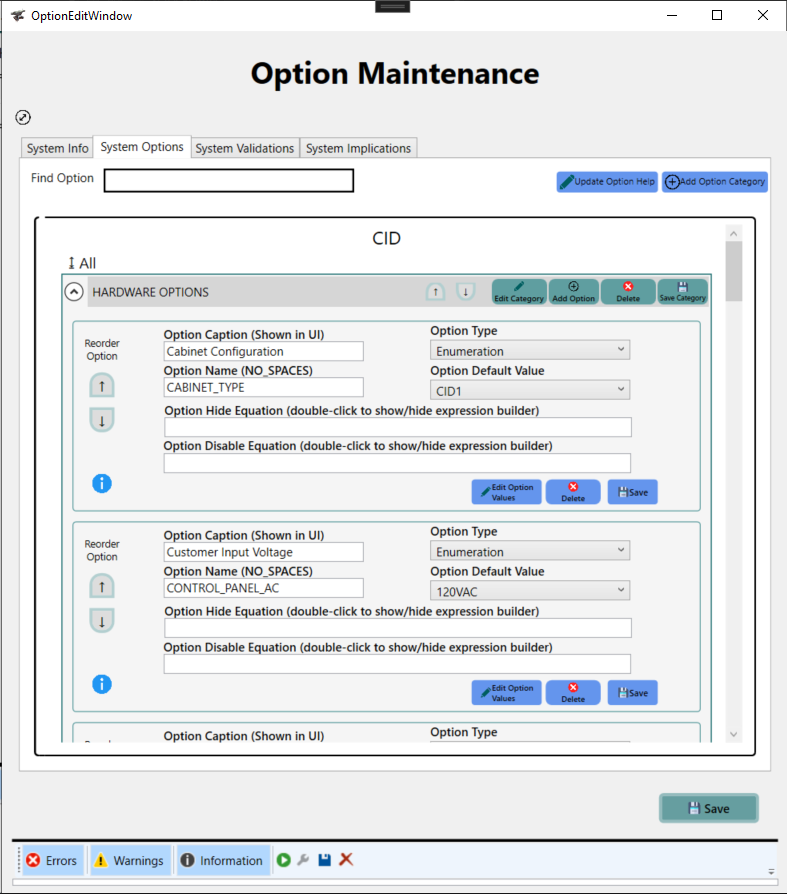 OptionEditWindow
Option Maintenance
System Info System Options System Validations System Implications
Find Option Update Option Help Add Option Category
CID
All
HARDWARE OPTIONS ↑ ↓ Edit Category Add Option Delete Save Category
Reorder
Option
Option Caption (Shown in UI) Option Type
Cabinet Configuration Enumeration
Option Name (NO_SPACES) Option Default Value
↑ CABINET_TYPE CID1
Option Hide Equation (double-click to show/hide expression builder)
↓
Option Disable Equation (double-click to show/hide expression builder)
Edit Option
Values
Delete
Save
Reorder
Option
Option Caption (Shown in UI) Option Type
Customer Input Voltage Enumeration
Option Name (NO_SPACES) Option Default Value
↑ CONTROL_PANEL_AC 120VAC
Option Hide Equation (double-click to show/hide expression builder)
↓
Option Disable Equation (double-click to show/hide expression builder)
Edit Option
Values
Delete
Save
Option Caption (Shown in UI) Option Type
Save
Errors Warnings Information